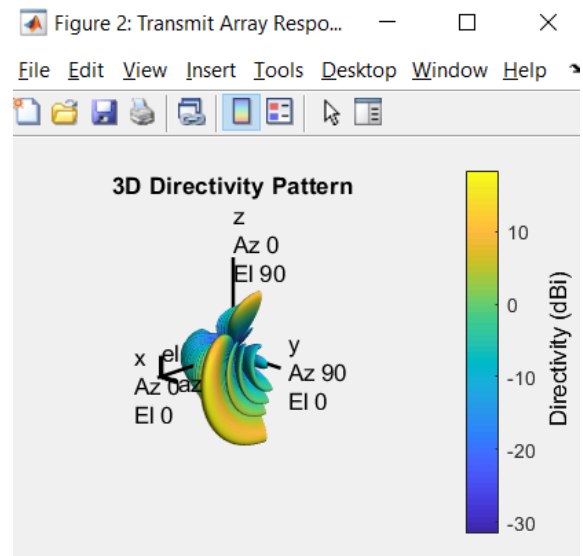 Figure 2: Transmit Array Respo...
File Edit View Insert Tools Desktop Window Help
3D Directivity Pattern
z
Az 0
El 90
x
Az 0
El 0
el
az
y
Az 90
El 0
10
0
-10
-20
-30
Directivity (dBi)